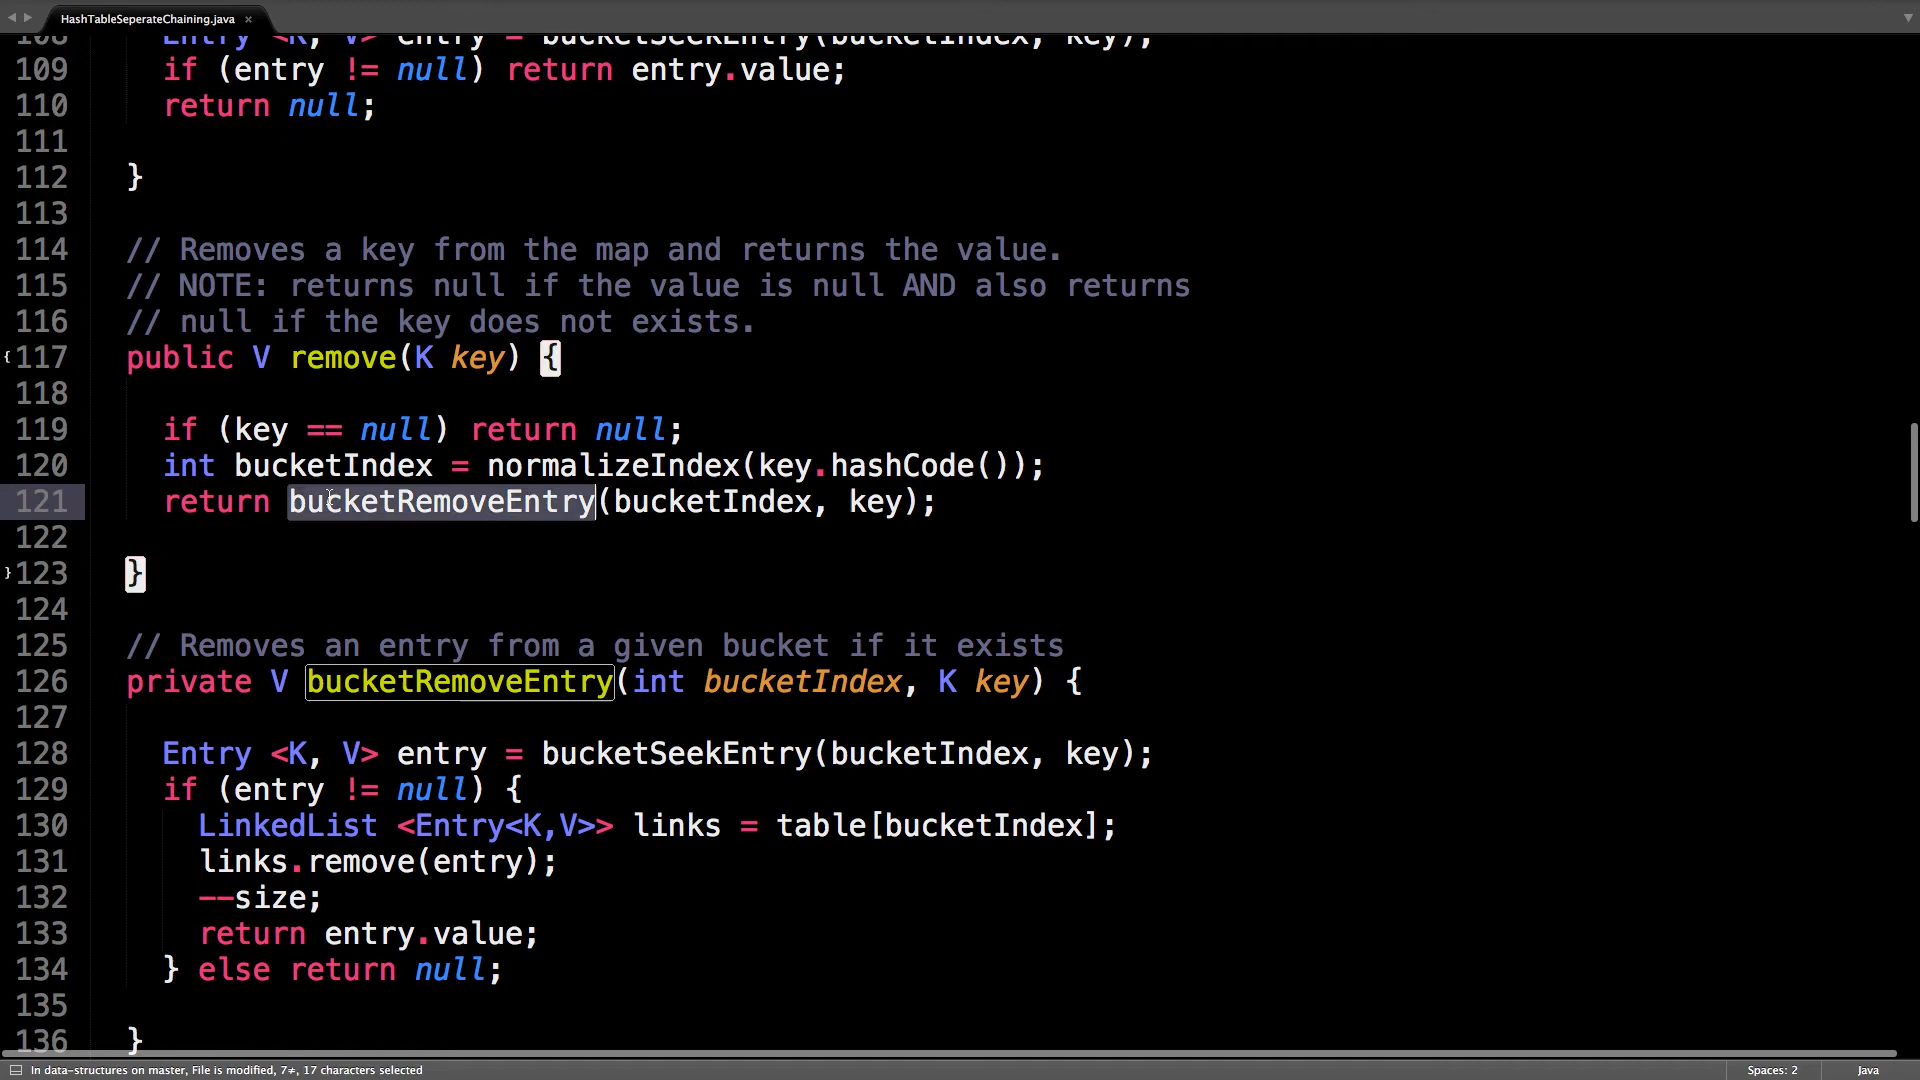 HashTableSeperateChaining.java ×
108 Entry <K, V> entry = bucketSeekEntry(bucketIndex, key);
109 if (entry != null) return entry.value;
110 return null;
111
112 }
113
114 // Removes a key from the map and returns the value.
115 // NOTE: returns null if the value is null AND also returns
116 // null if the key does not exists.
117 public V remove(K key) {
118
119 if (key == null) return null;
120 int bucketIndex = normalizeIndex(key.hashCode());
121 return bucketRemoveEntry(bucketIndex, key);
122
123 }
124
125 // Removes an entry from a given bucket if it exists
126 private V bucketRemoveEntry(int bucketIndex, K key) {
127
128 Entry <K, V> entry = bucketSeekEntry(bucketIndex, key);
129 if (entry != null) {
130 LinkedList <Entry<K,V>> links = table[bucketIndex];
131 links.remove(entry);
132 --size;
133 return entry.value;
134 } else return null;
135
136 }
In data-structures on master, File is modified, 7≠, 17 characters selected Spaces: 2 Java